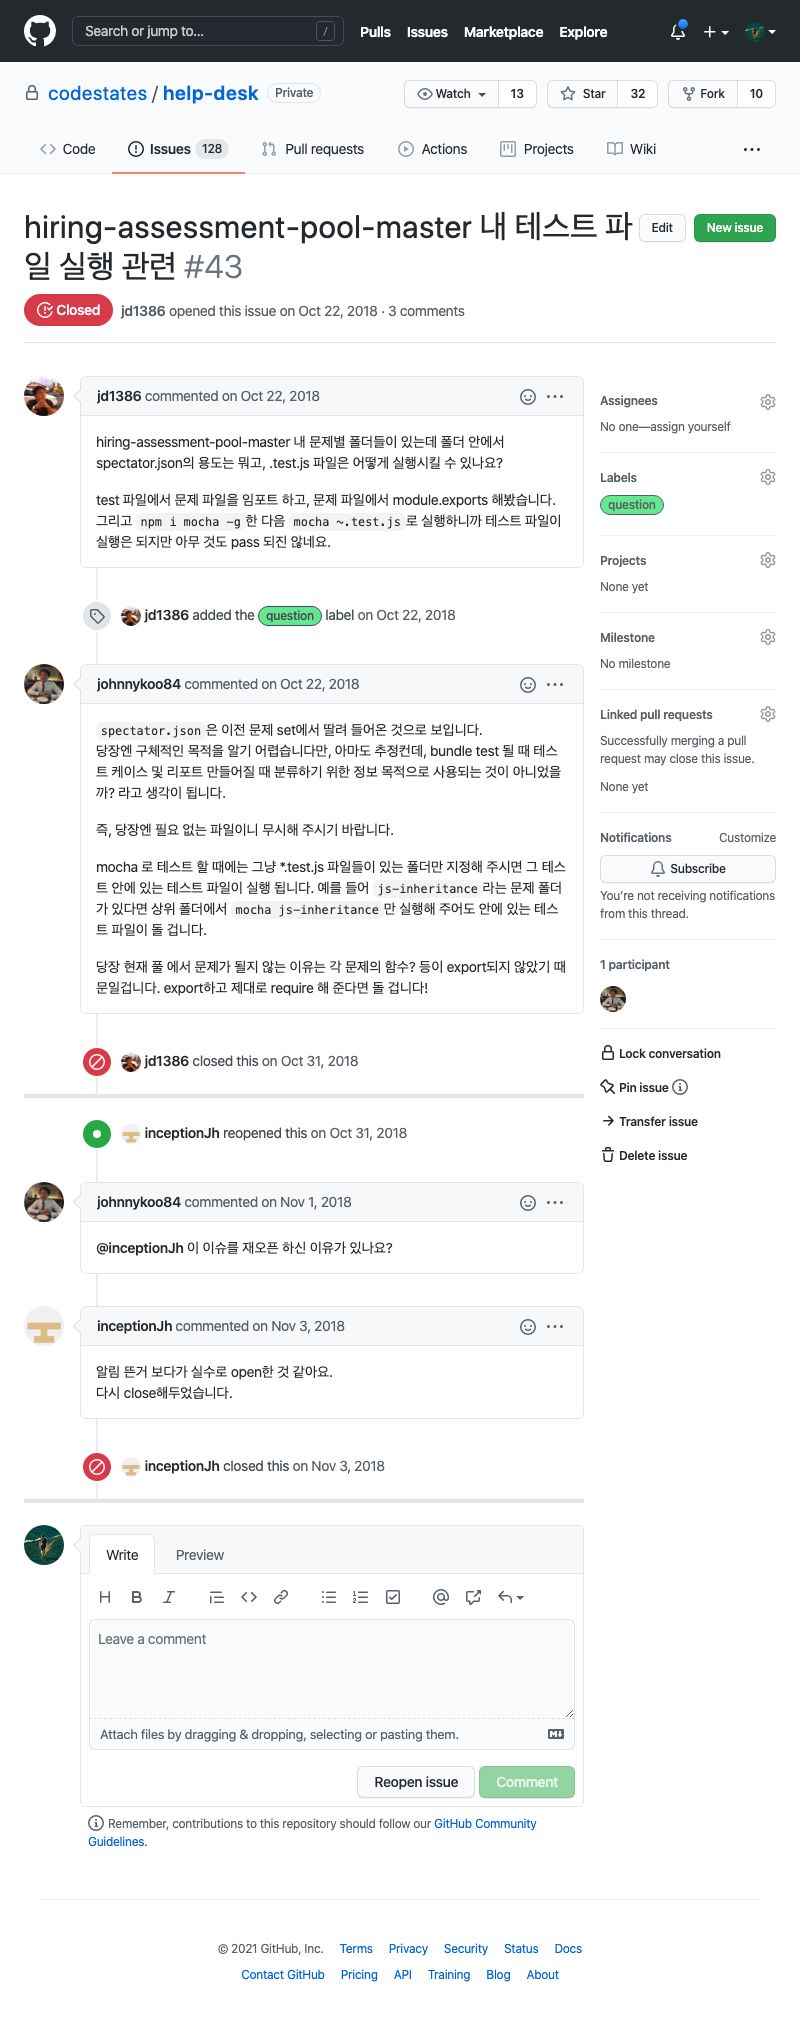 Search or jump to...
/
Pulls
Issues
Marketplace
Explore
codestates / help-desk
Private
Watch
13
Star
32
Fork
10
Code
Issues 128
Pull requests
Actions
Projects
Wiki
hiring-assessment-pool-master 내 테스트 파
일 실행 관련 #43
Edit
New issue
Closed
jd1386 opened this issue on Oct 22, 2018 · 3 comments
jd1386 commented on Oct 22, 2018
hiring-assessment-pool-master 내 문제별 폴더들이 있는데 폴더 안에서
spectator.json의 용도는 뭐고, .test.js 파일은 어떻게 실행시킬 수 있나요?
test 파일에서 문제 파일을 임포트 하고, 문제 파일에서 module.exports 해봤습니다.
그리고 npm i mocha -g 한 다음 mocha ~.test.js 로 실행하니까 테스트 파일이
실행은 되지만 아무 것도 pass 되진 않네요.
jd1386 added the question label on Oct 22, 2018
johnnykoo84 commented on Oct 22, 2018
spectator.json 은 이전 문제 set에서 딸려 들어온 것으로 보입니다.
당장엔 구체적인 목적을 알기 어렵습니다만, 아마도 추정컨데, bundle test 될 때 테스
트 케이스 및 리포트 만들어질 때 분류하기 위한 정보 목적으로 사용되는 것이 아니었을
까? 라고 생각이 됩니다.
즉, 당장엔 필요 없는 파일이니 무시해 주시기 바랍니다.
mocha 로 테스트 할 때에는 그냥 *.test.js 파일들이 있는 폴더만 지정해 주시면 그 테스
트 안에 있는 테스트 파일이 실행 됩니다. 예를 들어 js-inheritance 라는 문제 폴더
가 있다면 상위 폴더에서 mocha js-inheritance 만 실행해 주어도 안에 있는 테스
트 파일이 돌 겁니다.
당장 현재 풀 에서 문제가 될지 않는 이유는 각 문제의 함수? 등이 export되지 않았기 때
문일겁니다. export하고 제대로 require 해 준다면 돌 겁니다!
jd1386 closed this on Oct 31, 2018
inceptionJh reopened this on Oct 31, 2018
johnnykoo84 commented on Nov 1, 2018
@inceptionJh 이 이슈를 재오픈 하신 이유가 있나요?
inceptionJh commented on Nov 3, 2018
알림 뜬거 보다가 실수로 open한 것 같아요.
다시 close해두었습니다.
inceptionJh closed this on Nov 3, 2018
Write
Preview
Leave a comment
Attach files by dragging & dropping, selecting or pasting them.
Reopen issue
Comment
Remember, contributions to this repository should follow our GitHub Community
Guidelines.
Assignees
No one—assign yourself
Labels
question
Projects
None yet
Milestone
No milestone
Linked pull requests
Successfully merging a pull
request may close this issue.
None yet
Notifications
Customize
Subscribe
You're not receiving notifications
from this thread.
1 participant
Lock conversation
Pin issue
Transfer issue
Delete issue
© 2021 GitHub, Inc.
Terms
Privacy
Security
Status
Docs
Contact GitHub
Pricing
API
Training
Blog
About